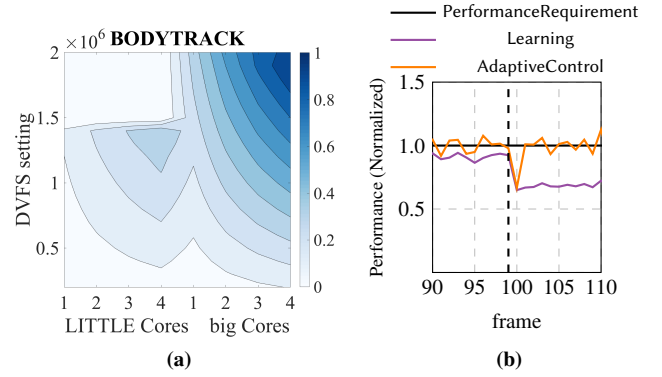 × 10⁶ BODYTRACK
2
1.5
1
0.5
DVFS setting
1 2 3 4 1 2 3 4
LITTLE Cores big Cores
1
0.8
0.6
0.4
0.2
0
(a)
PerformanceRequirement
Learning
AdaptiveControl
1.5
1.0
0.5
Performance (Normalized)
90 95 100 105 110
frame
(b)